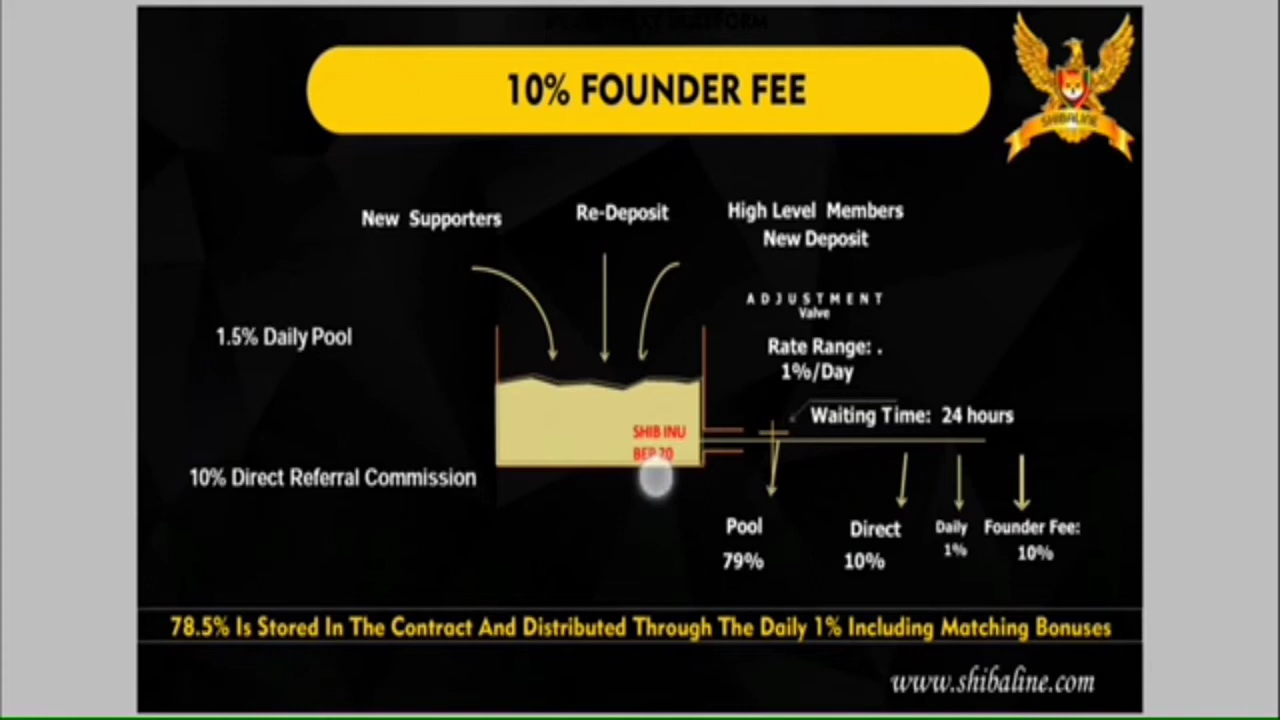 10% FOUNDER FEE
SHIBALINE
New Supporters
Re-Deposit
High Level Members
New Deposit
ADJUSTMENT
Valve
1.5% Daily Pool
Rate Range: .
1%/Day
Waiting Time: 24 hours
SHIB INU
BEP 20
10% Direct Referral Commission
Pool
79%
Direct
10%
Daily
1%
Founder Fee:
10%
78.5% Is Stored In The Contract And Distributed Through The Daily 1% Including Matching Bonuses
www.shibaline.com